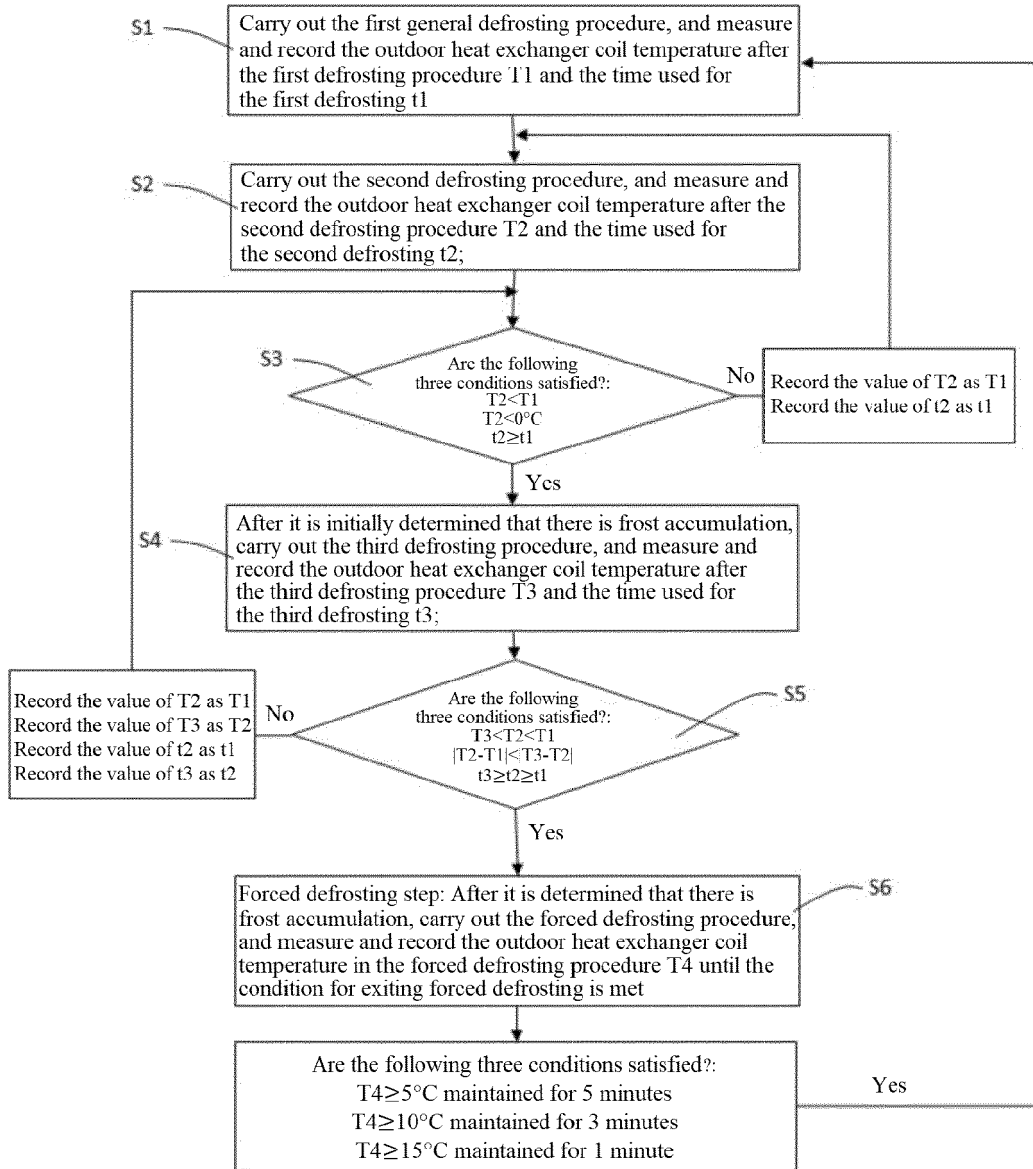 S1
Carry out the first general defrosting procedure, and measure
and record the outdoor heat exchanger coil temperature after
the first defrosting procedure T1 and the time used for
the first defrosting t1
S2
Carry out the second defrosting procedure, and measure and
record the outdoor heat exchanger coil temperature after the
second defrosting procedure T2 and the time used for
the second defrosting t2;
S3
Are the following
three conditions satisfied?:
T2<T1
T2<0°C
t2≥t1
No
Record the value of T2 as T1
Record the value of t2 as t1
Yes
S4
After it is initially determined that there is frost accumulation,
carry out the third defrosting procedure, and measure and
record the outdoor heat exchanger coil temperature after
the third defrosting procedure T3 and the time used for
the third defrosting t3;
S5
Are the following
three conditions satisfied?:
T3<T2<T1
|T2-T1|<|T3-T2|
t3≥t2≥t1
No
Record the value of T2 as T1
Record the value of T3 as T2
Record the value of t2 as t1
Record the value of t3 as t2
Yes
S6
Forced defrosting step: After it is determined that there is
frost accumulation, carry out the forced defrosting procedure,
and measure and record the outdoor heat exchanger coil
temperature in the forced defrosting procedure T4 until the
condition for exiting forced defrosting is met
Are the following three conditions satisfied?:
T4≥5°C maintained for 5 minutes
T4≥10°C maintained for 3 minutes
T4≥15°C maintained for 1 minute
Yes